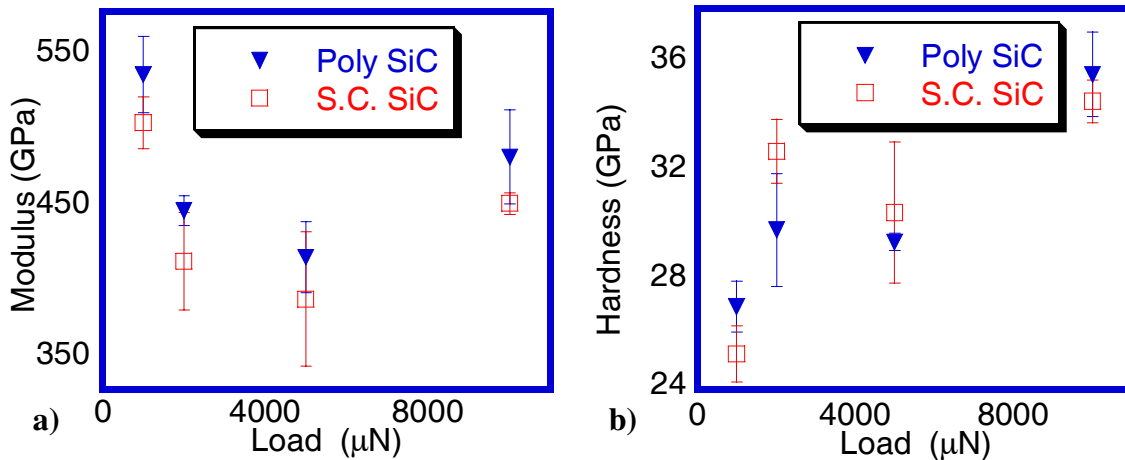 550
450
350
Modulus (GPa)
Poly SiC
S.C. SiC
0
4000
8000
Load (μN)
a)
36
32
28
24
Hardness (GPa)
Poly SiC
S.C. SiC
0
4000
8000
Load (μN)
b)